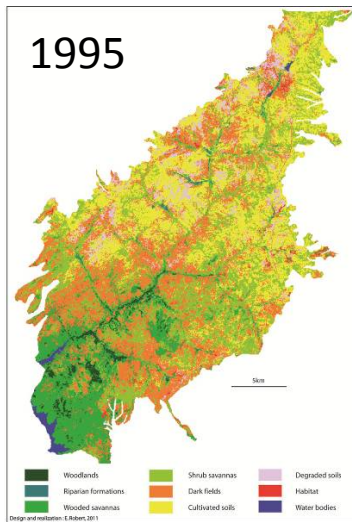 1995
5km
Woodlands
Shrub savannas
Degraded soils
Riparian formations
Dark fields
Habitat
Wooded savannas
Cultivated soils
Water bodies
Design and realization : E.Robert, 2011